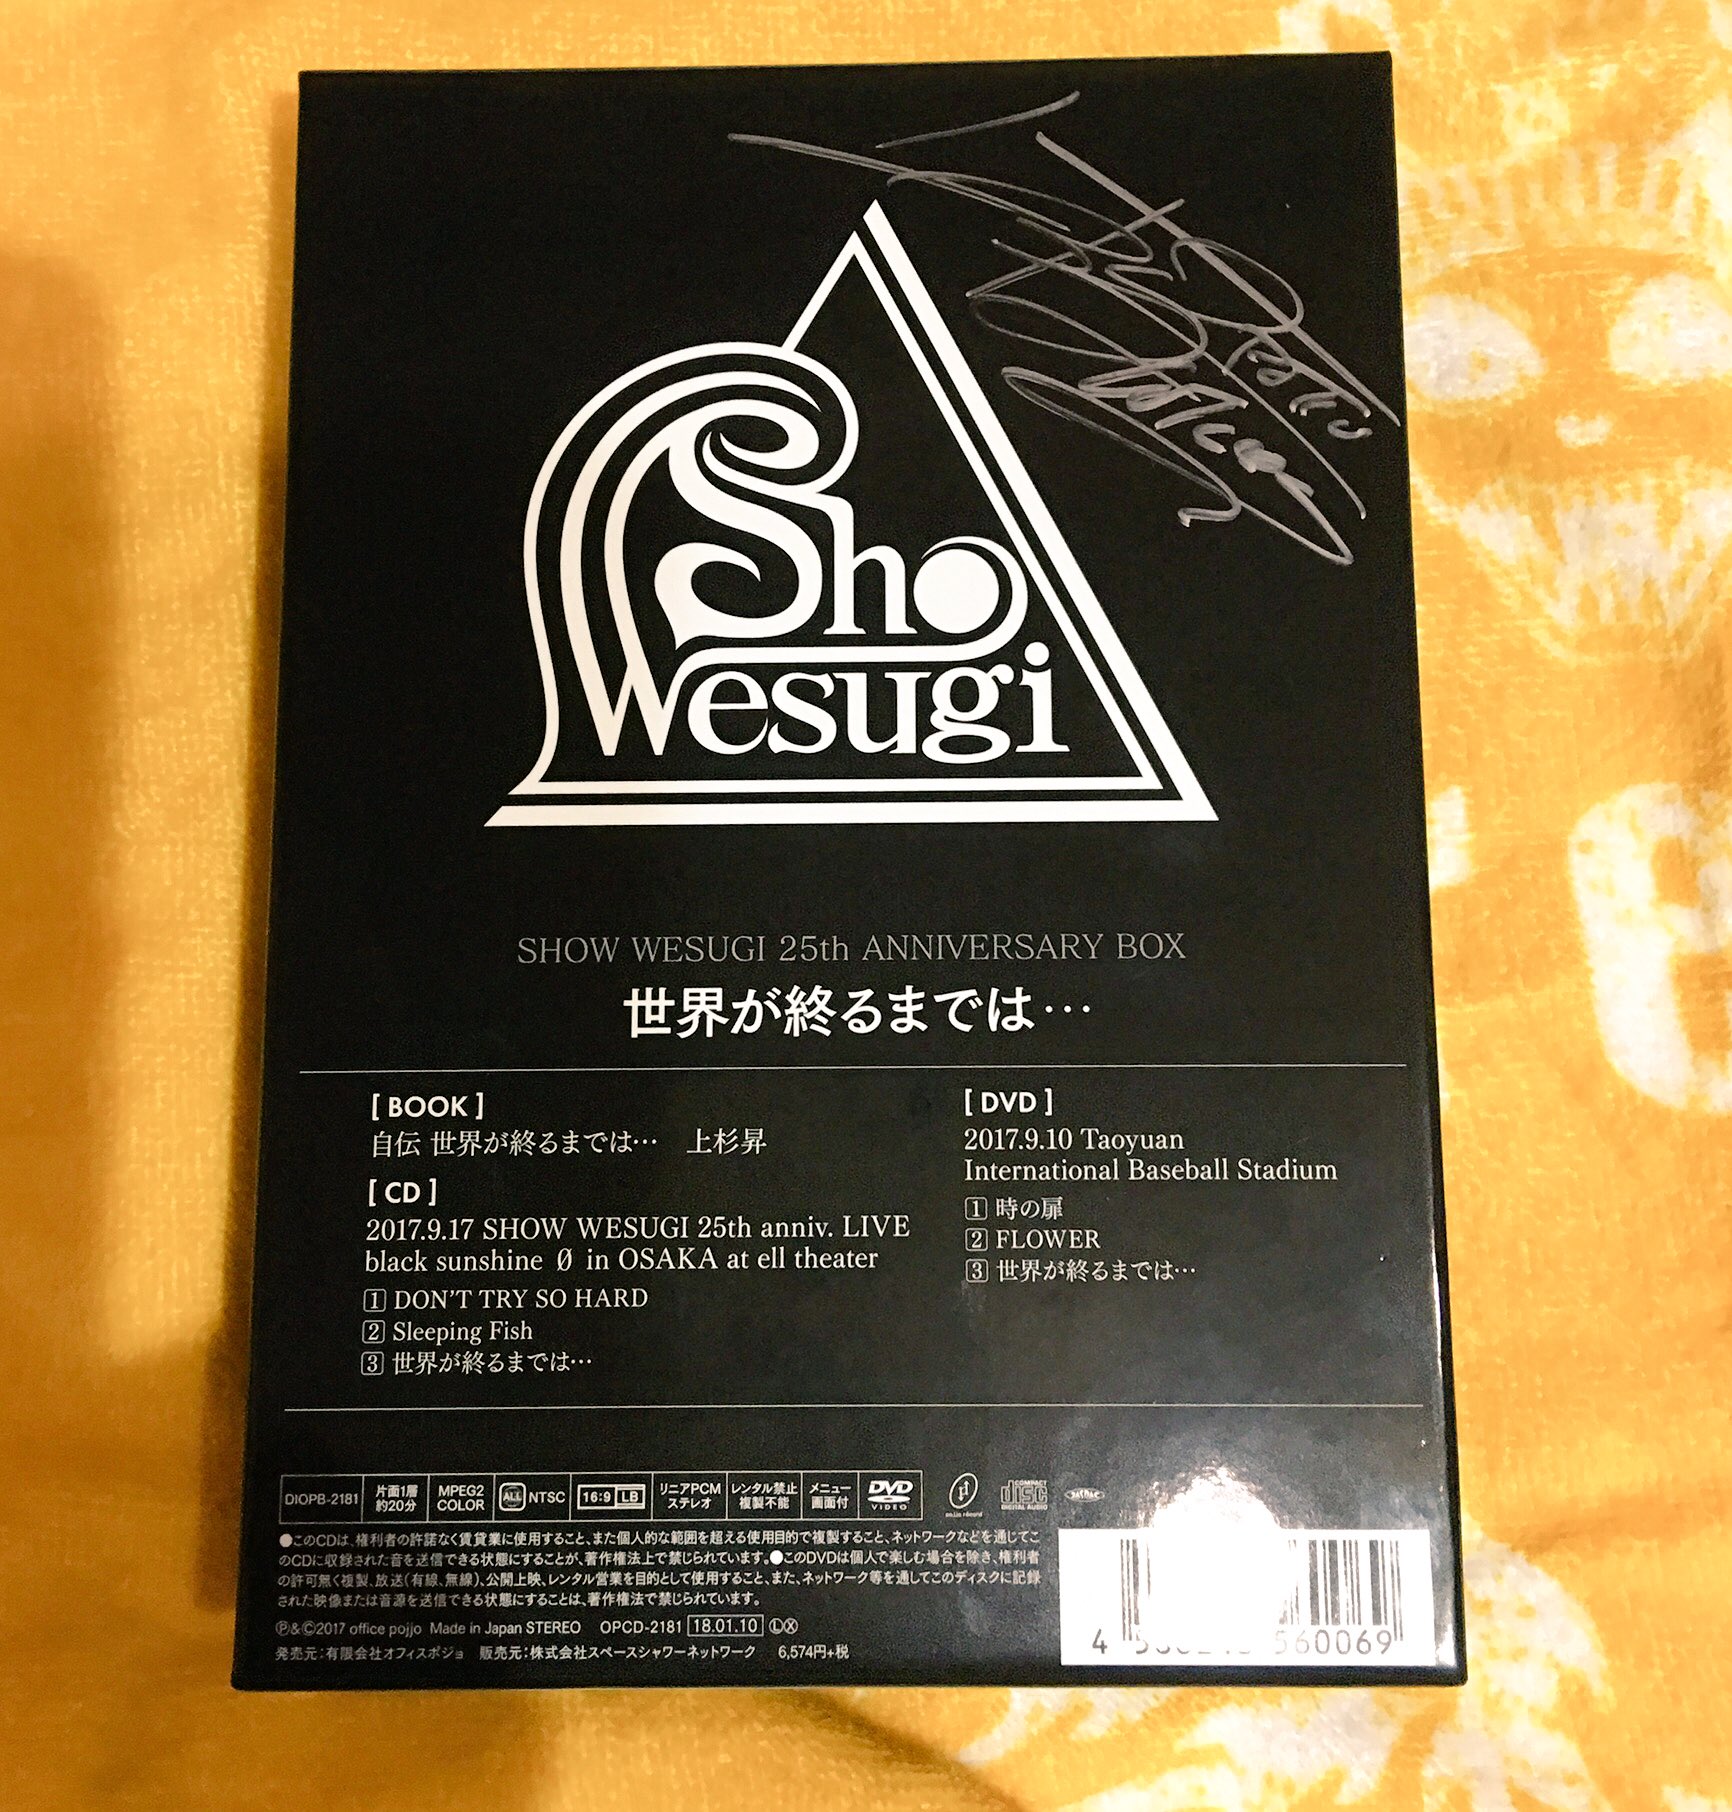 Sho
Wesugi
SHOW WESUGI 25th ANNIVERSARY BOX
世界が終るまでは…
[ BOOK ]
自伝 世界が終るまでは… 上杉昇
[ CD ]
2017.9.17 SHOW WESUGI 25th anniv. LIVE
black sunshine Ø in OSAKA at ell theater
1 DON'T TRY SO HARD
2 Sleeping Fish
3 世界が終るまでは…
[ DVD ]
2017.9.10 Taoyuan
International Baseball Stadium
1 時の扉
2 FLOWER
3 世界が終るまでは…
DIOPB-2181 片面1層 MPEG2 ALL NTSC 16:9 LB リニアPCM レンタル禁止 メニュー DVD COMPACT
約20分 COLOR ステレオ 複製不能 画面付 VIDEO disc
DIGITAL AUDIO
●このCDは、権利者の許諾なく賃貸業に使用すること、また個人的な範囲を超える使用目的で複製すること、ネットワークなどを通じてこ
のCDに収録された音を送信できる状態にすることが、著作権法上で禁じられています。●このDVDは個人で楽しむ場合を除き、権利者
の許可無く複製、放送(有線、無線)、公開上映、レンタル営業を目的として使用すること、また、ネットワーク等を通してこのディスクに記録
された映像または音源を送信できる状態にすることは、著作権法で禁じられています。
Ⓟ&Ⓒ2017 office pojjo Made in Japan STEREO OPCD-2181 18.01.10 ⓁⓍ
発売元:有限会社オフィスポジョ 販売元:株式会社スペースシャワーネットワーク 6,574円+税
4 560069